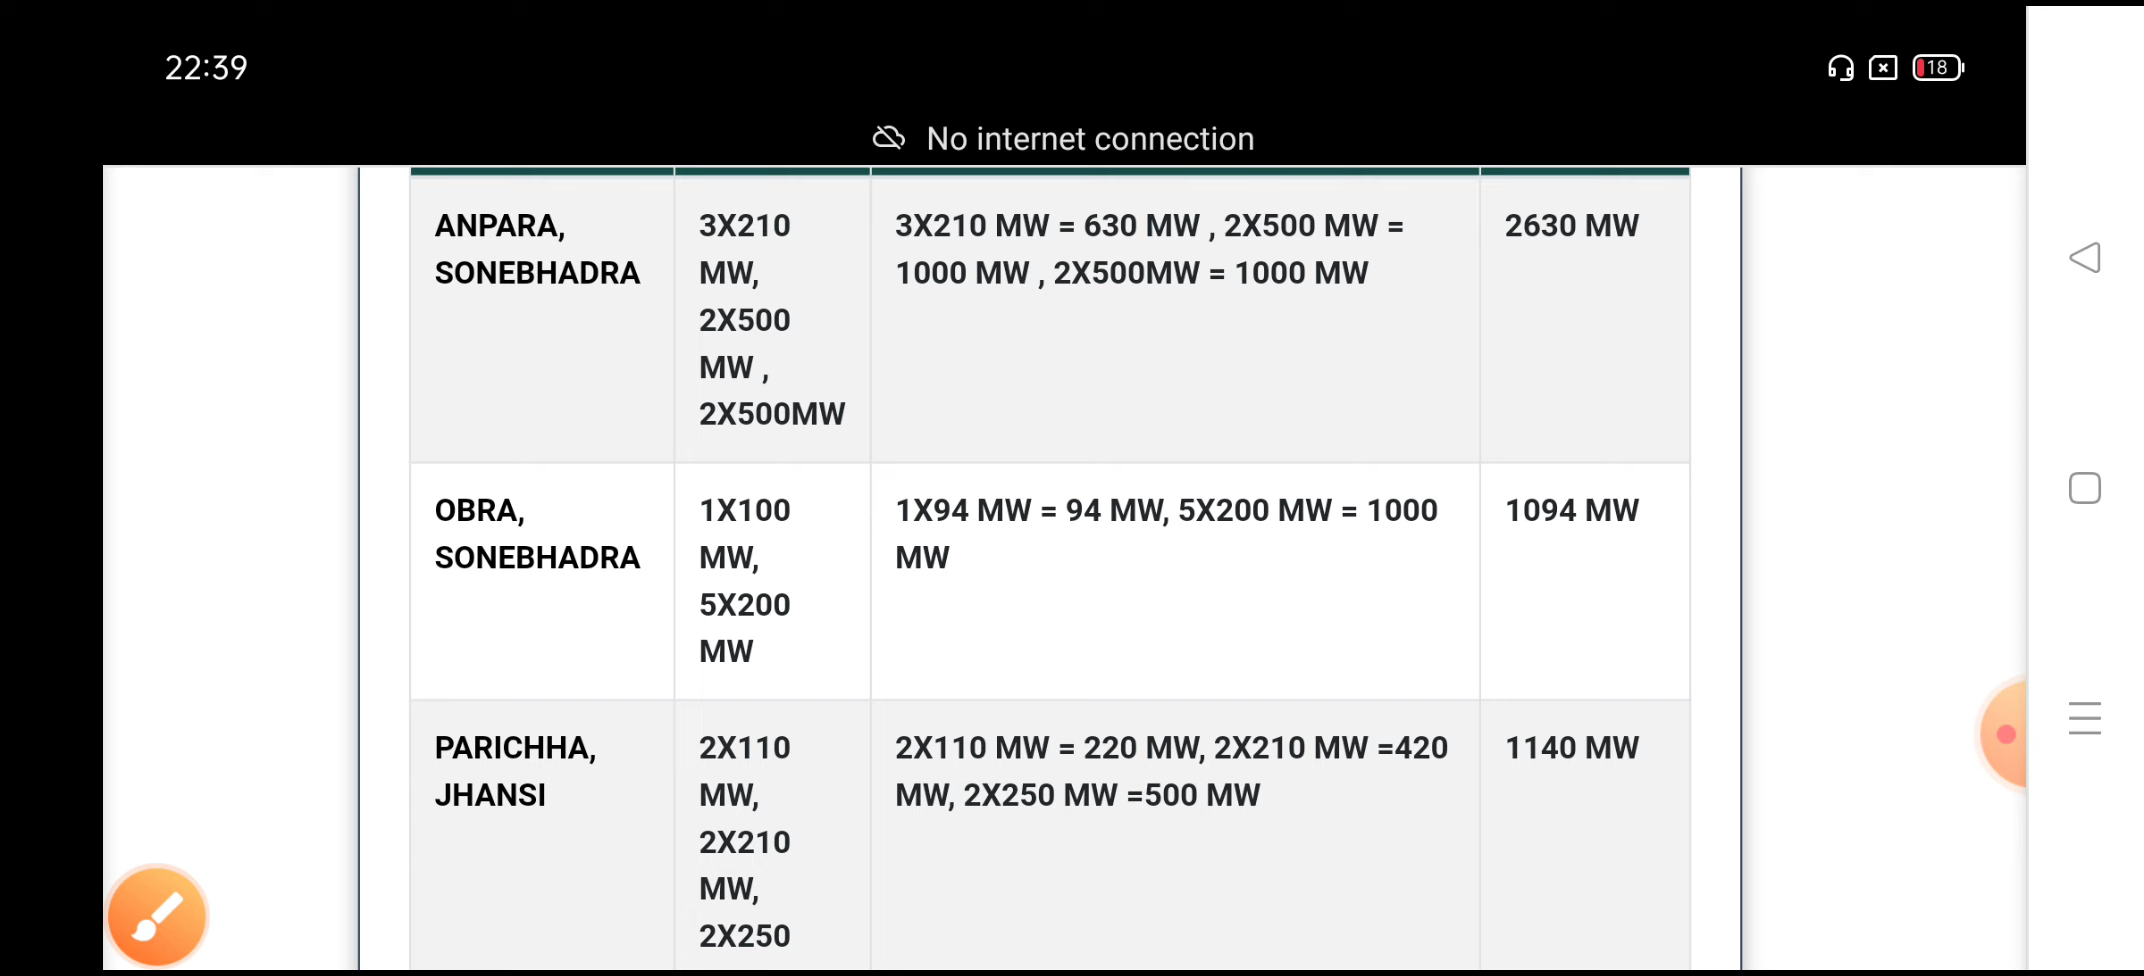 22:39
18
No internet connection
ANPARA,
SONEBHADRA
3X210
MW,
2X500
MW ,
2X500MW
3X210 MW = 630 MW , 2X500 MW =
1000 MW , 2X500MW = 1000 MW
2630 MW
OBRA,
SONEBHADRA
1X100
MW,
5X200
MW
1X94 MW = 94 MW, 5X200 MW = 1000
MW
1094 MW
PARICHHA,
JHANSI
2X110
MW,
2X210
MW,
2X250
2X110 MW = 220 MW, 2X210 MW =420
MW, 2X250 MW =500 MW
1140 MW